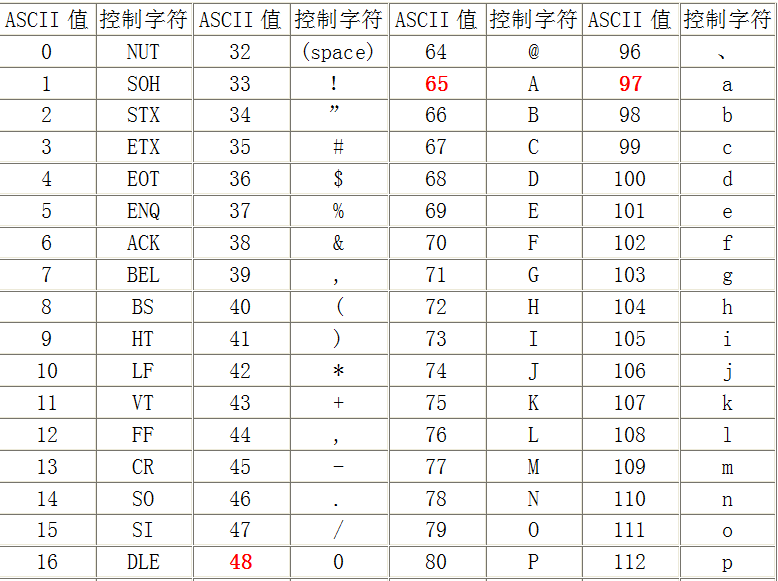 ASCII 值 控制字符 ASCII 值 控制字符 ASCII 值 控制字符 ASCII 值 控制字符
0 NUT 32 (space) 64 @ 96 、
1 SOH 33 ! 65 A 97 a
2 STX 34 ” 66 B 98 b
3 ETX 35 # 67 C 99 c
4 EOT 36 $ 68 D 100 d
5 ENQ 37 % 69 E 101 e
6 ACK 38 & 70 F 102 f
7 BEL 39 , 71 G 103 g
8 BS 40 ( 72 H 104 h
9 HT 41 ) 73 I 105 i
10 LF 42 * 74 J 106 j
11 VT 43 + 75 K 107 k
12 FF 44 , 76 L 108 l
13 CR 45 - 77 M 109 m
14 SO 46 . 78 N 110 n
15 SI 47 / 79 O 111 o
16 DLE 48 0 80 P 112 p